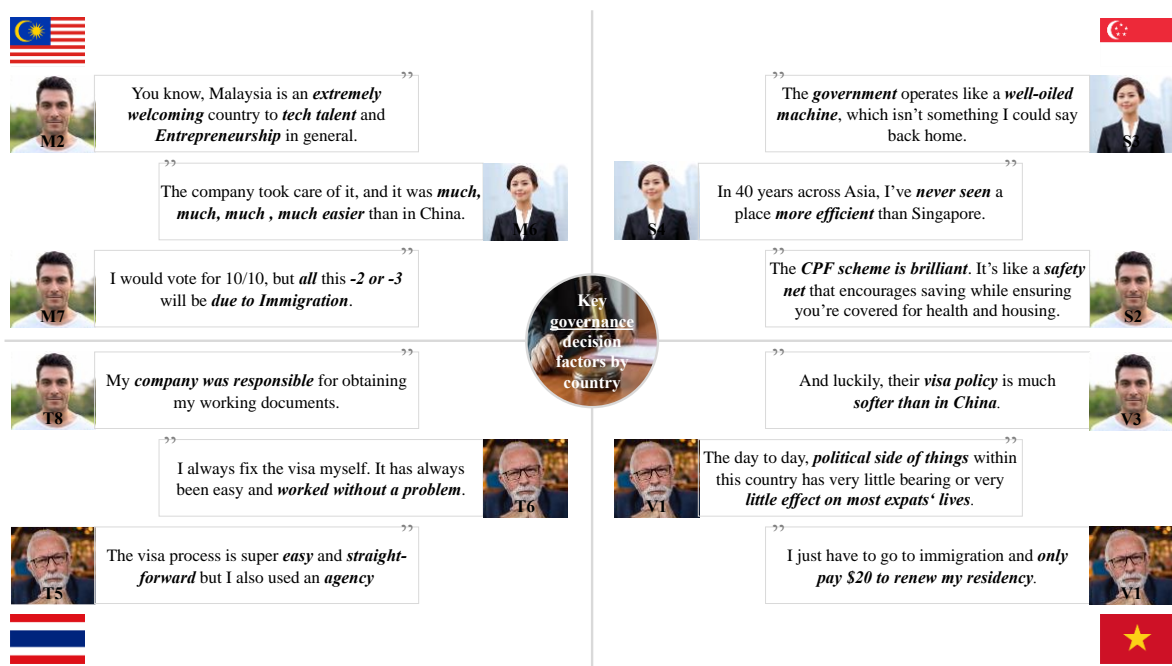 You know, Malaysia is an extremely
welcoming country to tech talent and
Entrepreneurship in general.
M2
The company took care of it, and it was much,
much, much , much easier than in China.
M6
I would vote for 10/10, but all this -2 or -3
will be due to Immigration.
M7
The government operates like a well-oiled
machine, which isn’t something I could say
back home.
S3
In 40 years across Asia, I’ve never seen a
place more efficient than Singapore.
S4
The CPF scheme is brilliant. It’s like a safety
net that encourages saving while ensuring
you’re covered for health and housing.
S2
Key
governance
decision
factors by
country
My company was responsible for obtaining
my working documents.
T8
I always fix the visa myself. It has always
been easy and worked without a problem.
T6
The visa process is super easy and straight-
forward but I also used an agency
T5
And luckily, their visa policy is much
softer than in China.
V3
The day to day, political side of things within
this country has very little bearing or very
little effect on most expats‘ lives.
V1
I just have to go to immigration and only
pay $20 to renew my residency.
V1